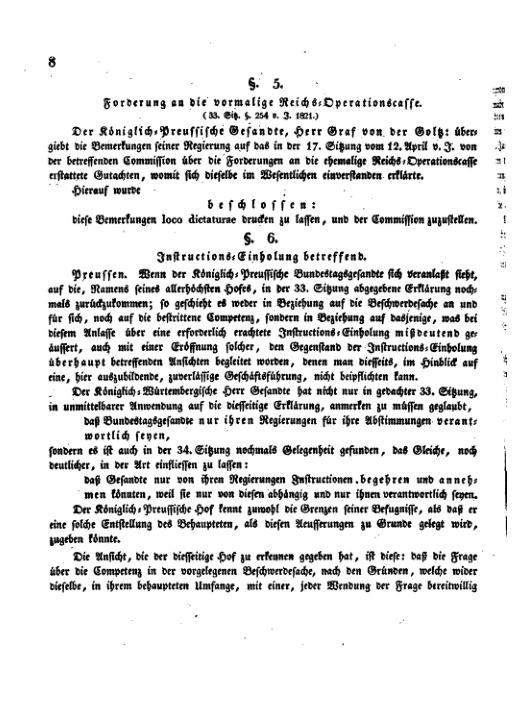 8
§. 5.
Forderung an die vormalige Reichs-Operationscasse.
(33. Sitz. §. 254 v. J. 1821.)
Der Königlich-Preussische Gesandte, Herr Graf von der Goltz: über-
giebt die Bemerkungen seiner Regierung auf das in der 17. Sitzung vom 12. April v. J. von
der betreffenden Commission über die Forderungen an die ehemalige Reichs-Operationscasse
erstattete Gutachten, womit sich dieselbe im Wesentlichen einverstanden erklärte.
Hierauf wurde
beschlossen:
diese Bemerkungen loco dictaturae drucken zu lassen, und der Commission zuzustellen.
§. 6.
Instructions-Einholung betreffend.
Preussen. Wenn der Königlich-Preussische Bundestagsgesandte sich veranlaßt sieht,
auf die, Namens seines allerhöchsten Hofes, in der 33. Sitzung abgegebene Erklärung noch-
mals zurückzukommen; so geschieht es weder in Beziehung auf die Beschwerdesache an und
für sich, noch auf die bestrittene Competenz, sondern in Beziehung auf dasjenige, was bei
diesem Anlasse über eine erforderlich erachtete Instructions-Einholung mißdeutend ge-
äussert, auch mit einer Eröffnung solcher, den Gegenstand der Instructions-Einholung
überhaupt betreffenden Ansichten begleitet worden, denen man diesseits, im Hinblick auf
eine, hier auszubildende, zuverlässige Geschäftsführung, nicht beipflichten kann.
Der Königlich-Würtembergische Herr Gesandte hat nicht nur in gedachter 33. Sitzung,
in unmittelbarer Anwendung auf die diesseitige Erklärung, anmerken zu müssen geglaubt,
daß Bundestagsgesandte nur ihren Regierungen für ihre Abstimmungen verant-
wortlich seyen,
sondern es ist auch in der 34. Sitzung nochmals Gelegenheit gefunden, das Gleiche, noch
deutlicher, in der Art einfliessen zu lassen:
daß Gesandte nur von ihren Regierungen Instructionen begehren und anneh-
men könnten, weil sie nur von diesen abhängig und nur ihnen verantwortlich seyen.
Der Königlich-Preussische Hof kennt zuwohl die Grenzen seiner Befugnisse, als daß er
eine solche Entstellung des Behaupteten, als diesen Aeusserungen zu Grunde gelegt wird,
zugeben könnte.
Die Ansicht, die der diesseitige Hof zu erkennen gegeben hat, ist diese: daß die Frage
über die Competenz in der vorgelegenen Beschwerdesache, nach den Gründen, welche wider
dieselbe, in ihrem behaupteten Umfange, mit einer, jeder Wendung der Frage bereitwillig